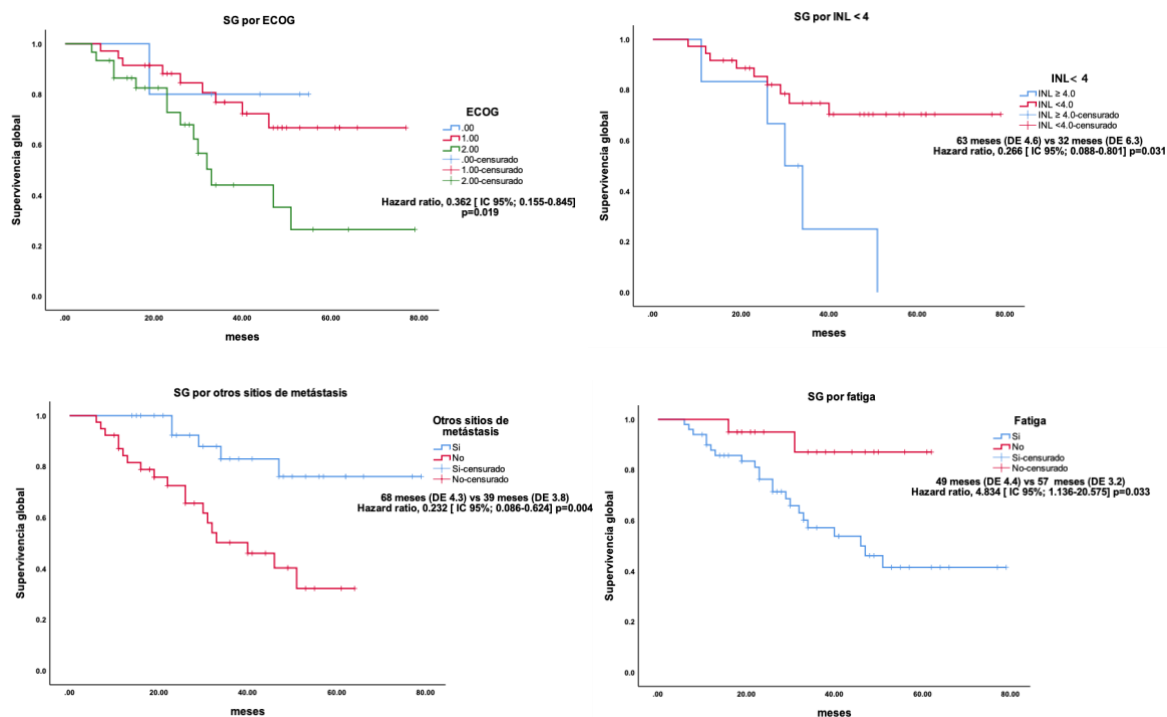 SG por ECOG
Supervivencia global
1.0
0.8
0.6
0.4
0.2
0.0
ECOG
.00
1.00
2.00
.00-censurado
1.00-censurado
2.00-censurado
Hazard ratio, 0.362 [ IC 95%; 0.155-0.845]
p=0.019
.00 20.00 40.00 60.00 80.00
meses
SG por INL < 4
Supervivencia global
1.0
0.8
0.6
0.4
0.2
0.0
INL< 4
INL ≥ 4.0
INL <4.0
INL ≥ 4.0-censurado
INL <4.0-censurado
63 meses (DE 4.6) vs 32 meses (DE 6.3)
Hazard ratio, 0.266 [ IC 95%; 0.088-0.801] p=0.031
.00 20.00 40.00 60.00 80.00
meses
SG por otros sitios de metástasis
Supervivencia global
1.0
0.8
0.6
0.4
0.2
0.0
Otros sitios de
metástasis
Si
No
Si-censurado
No-censurado
68 meses (DE 4.3) vs 39 meses (DE 3.8)
Hazard ratio, 0.232 [ IC 95%; 0.086-0.624] p=0.004
.00 20.00 40.00 60.00 80.00
meses
SG por fatiga
Supervivencia global
1.0
0.8
0.6
0.4
0.2
0.0
Fatiga
Si
No
Si-censurado
No-censurado
49 meses (DE 4.4) vs 57 meses (DE 3.2)
Hazard ratio, 4.834 [ IC 95%; 1.136-20.575] p=0.033
.00 20.00 40.00 60.00 80.00
meses